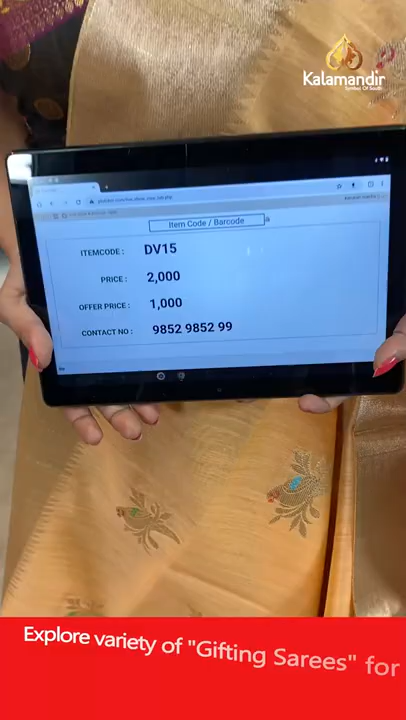 Kalamandir
Symbol Of South
Item Code / Barcode
ITEMCODE : DV15
PRICE : 2,000
OFFER PRICE : 1,000
CONTACT NO : 9852 9852 99
Explore variety of "Gifting Sarees" for